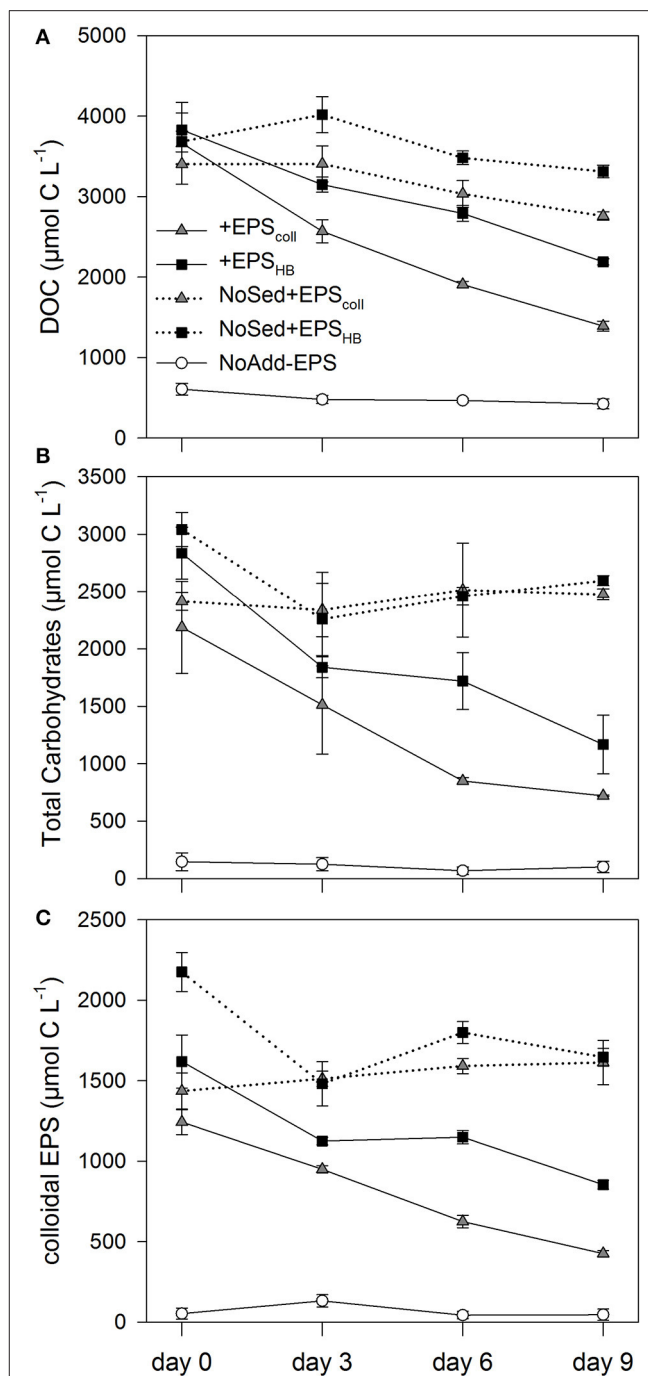 A
DOC (µmol C L⁻¹)
5000
4000
3000
2000
1000
0
+EPScoll
+EPSHB
NoSed+EPScoll
NoSed+EPSHB
NoAdd-EPS
B
Total Carbohydrates (µmol C L⁻¹)
3500
3000
2500
2000
1500
1000
500
0
C
colloidal EPS (µmol C L⁻¹)
2500
2000
1500
1000
500
0
day 0 day 3 day 6 day 9